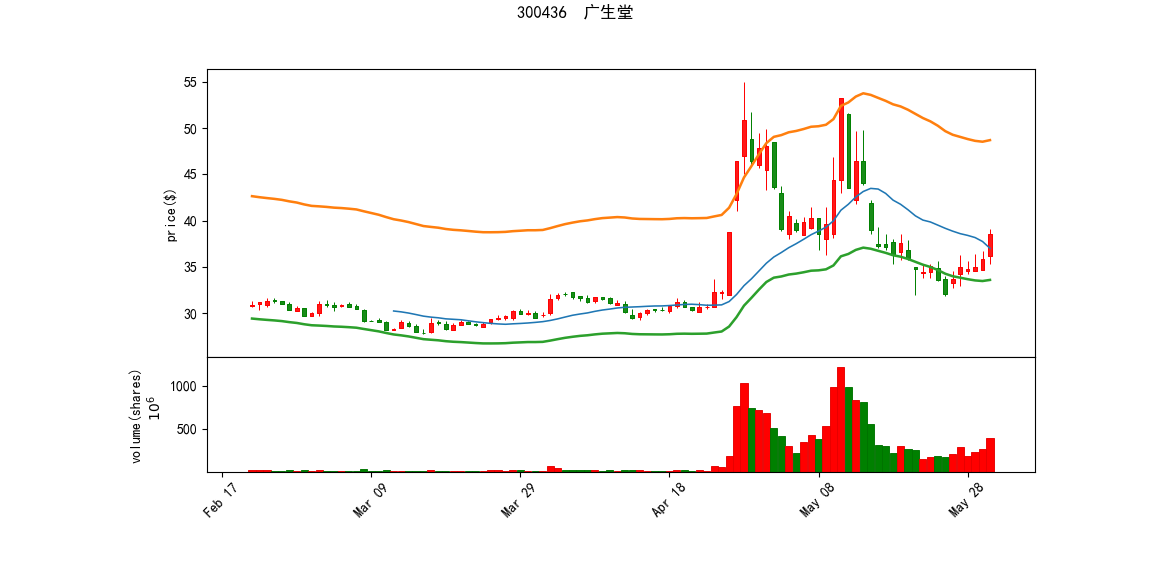 300436 广生堂
price($)
55
50
45
40
35
30
volume(shares)
10^6
1000
500
Feb 17
Mar 09
Mar 29
Apr 18
May 08
May 28